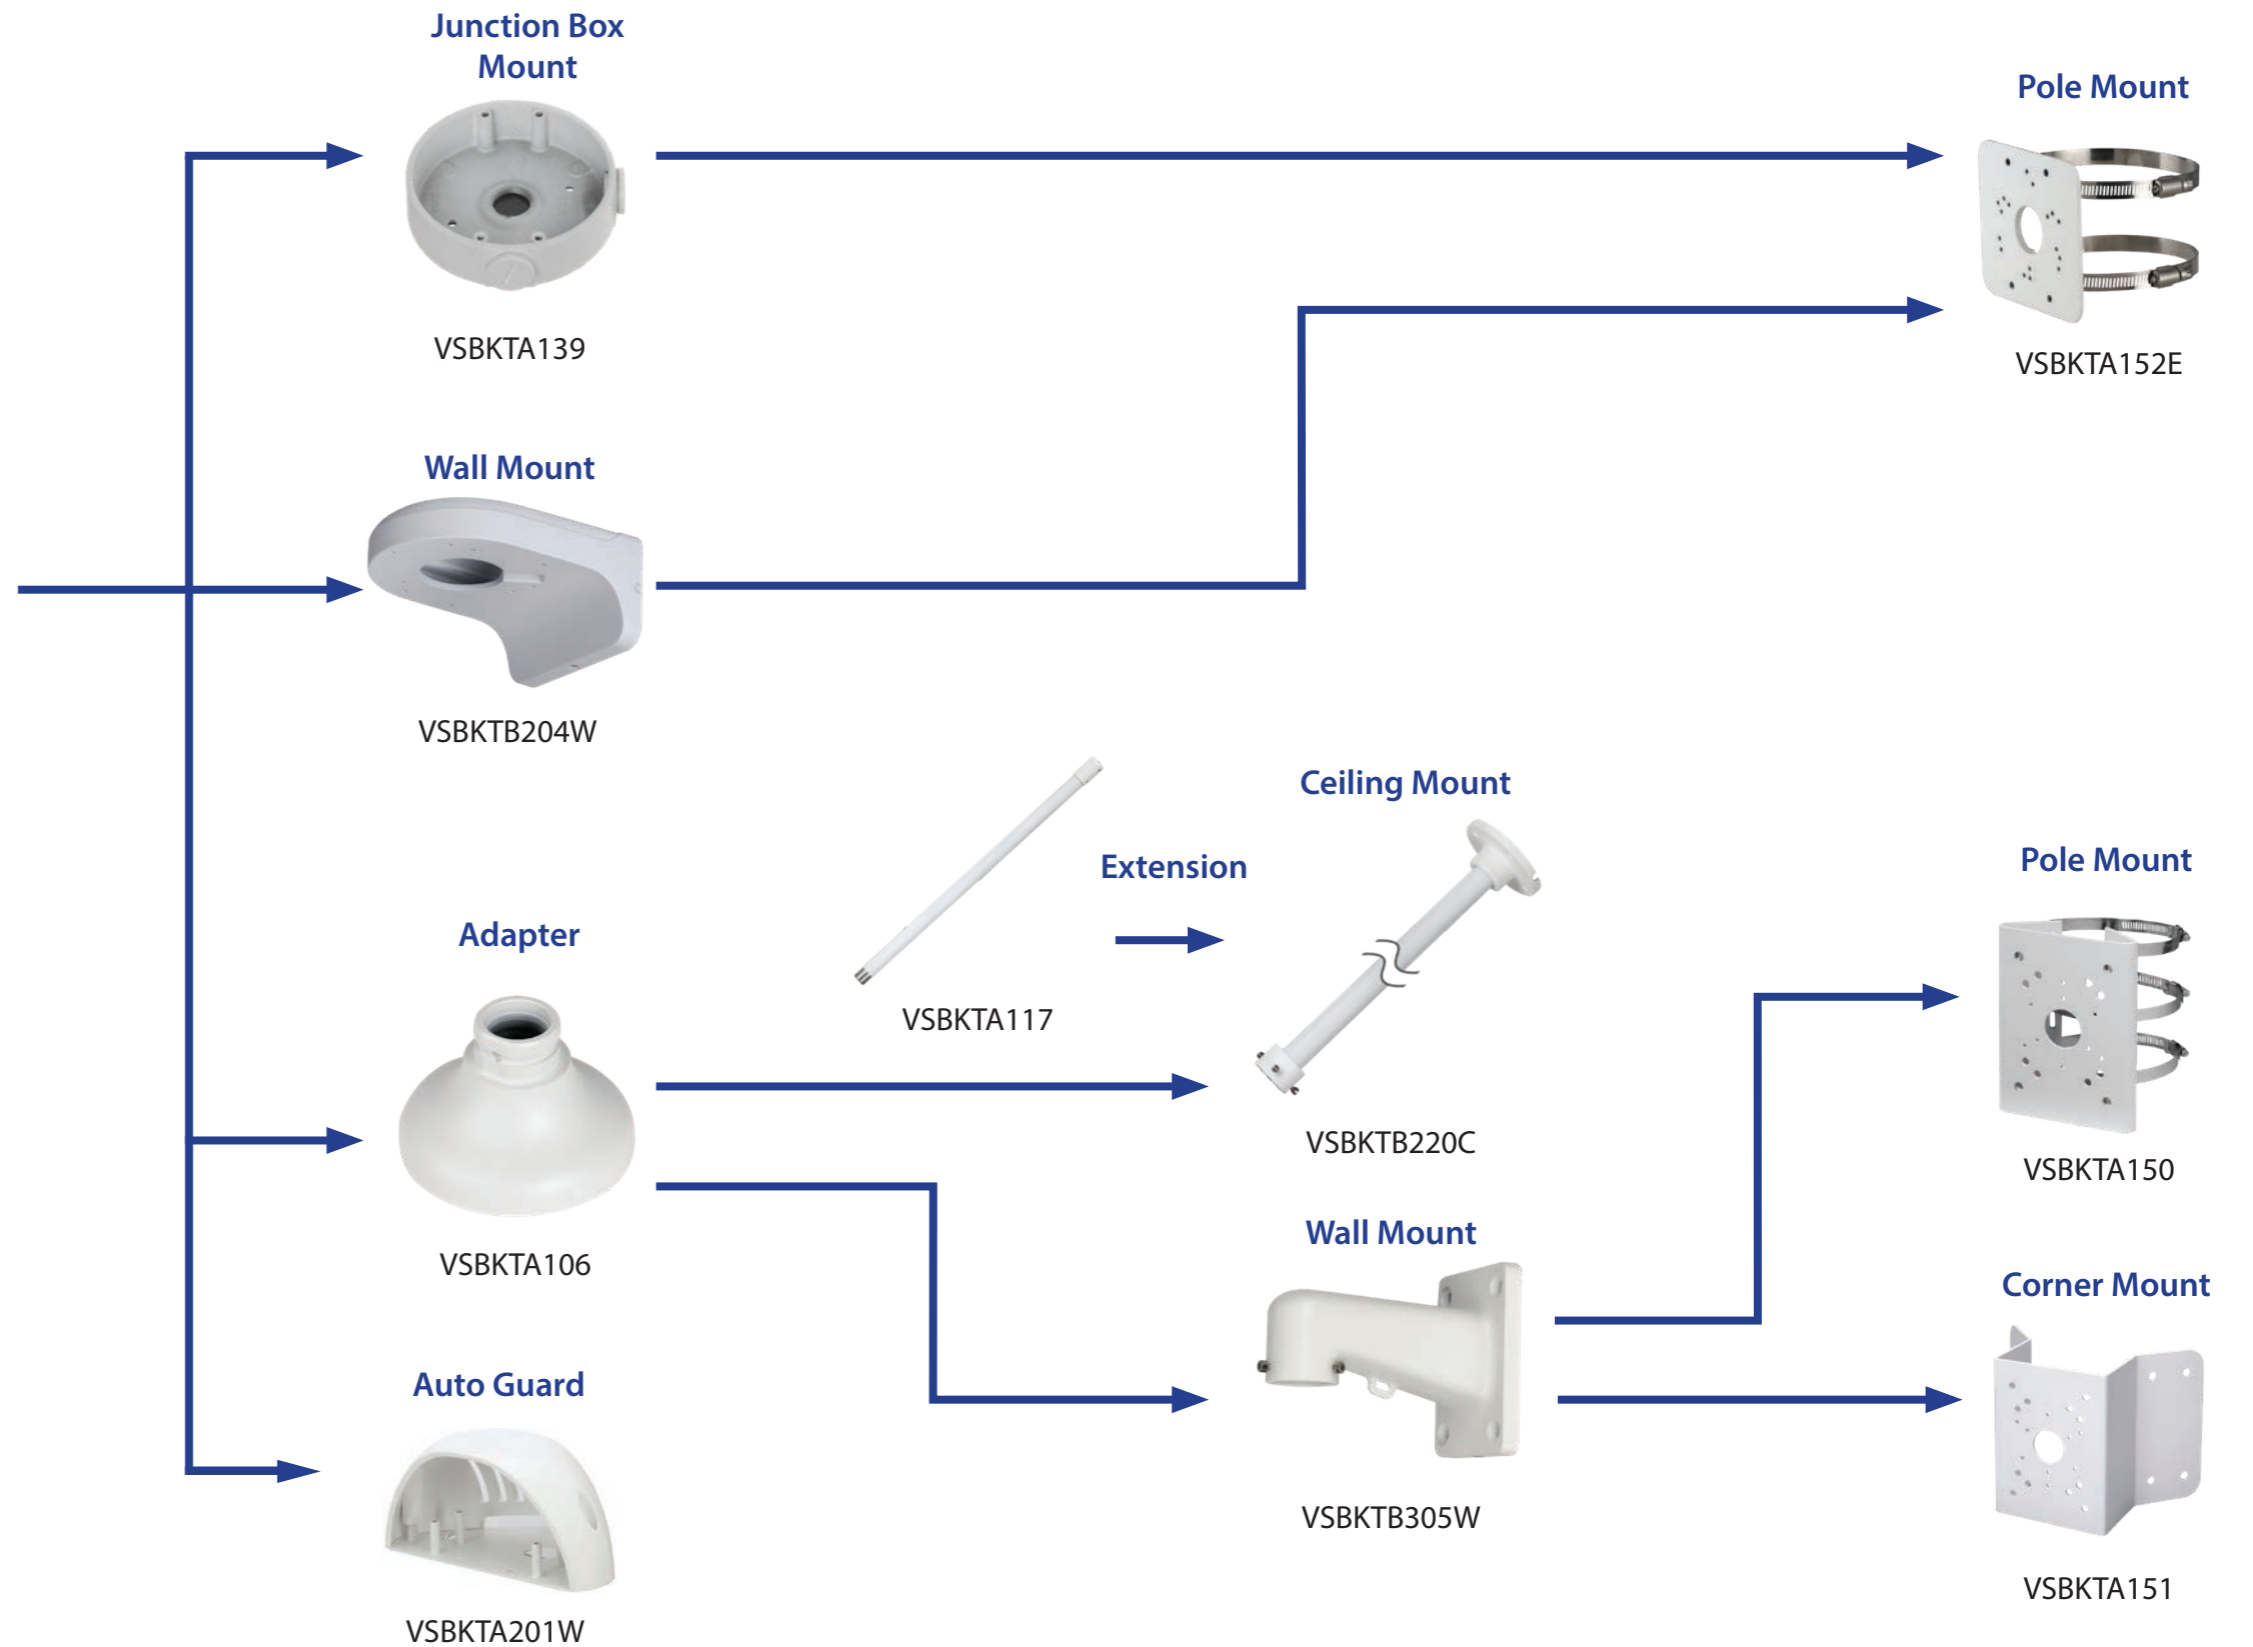 Junction Box
Mount
Pole Mount
VSBKTA139
VSBKTA152E
Wall Mount
VSBKTB204W
Ceiling Mount
Extension
Pole Mount
Adapter
VSBKTA117
VSBKTB220C
VSBKTA150
Wall Mount
VSBKTA106
Corner Mount
Auto Guard
VSBKTB305W
VSBKTA151
VSBKTA201W